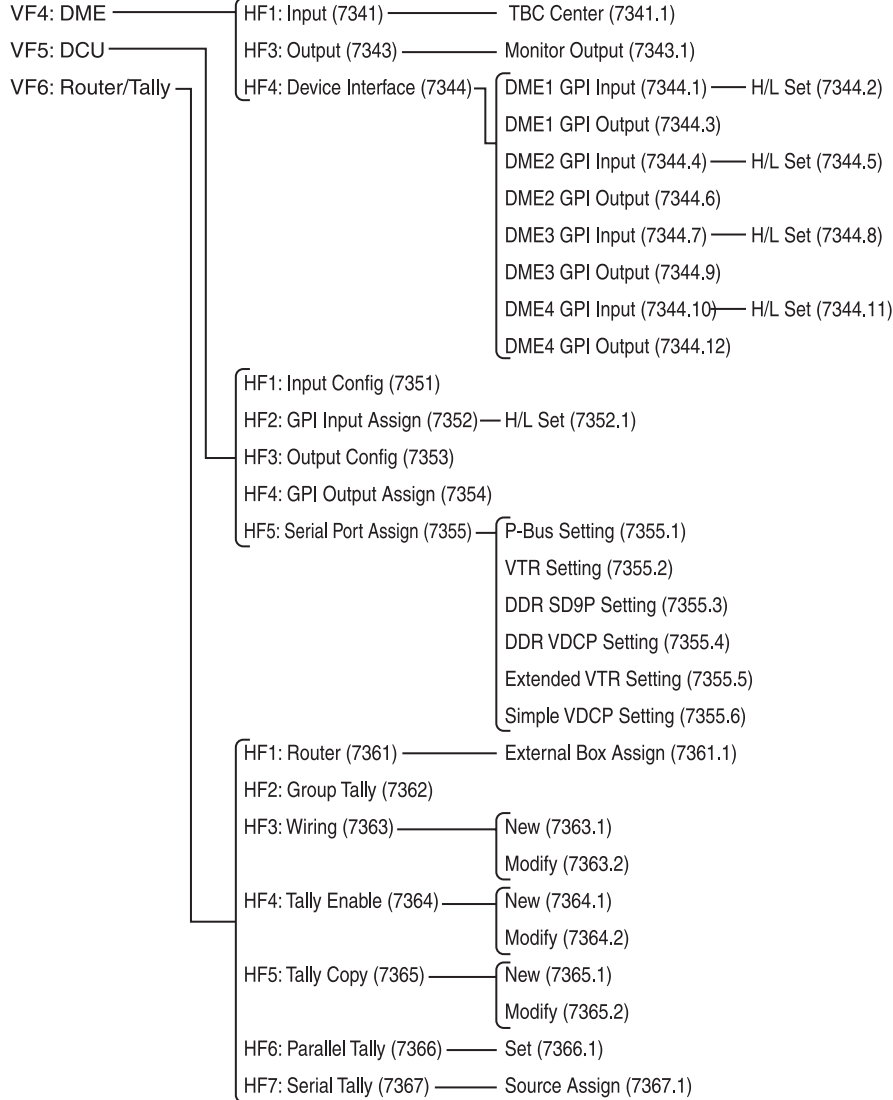 VF4: DME HF1: Input (7341) TBC Center (7341.1)
VF5: DCU HF3: Output (7343) Monitor Output (7343.1)
VF6: Router/Tally HF4: Device Interface (7344) DME1 GPI Input (7344.1) H/L Set (7344.2)
DME1 GPI Output (7344.3)
DME2 GPI Input (7344.4) H/L Set (7344.5)
DME2 GPI Output (7344.6)
DME3 GPI Input (7344.7) H/L Set (7344.8)
DME3 GPI Output (7344.9)
DME4 GPI Input (7344.10) H/L Set (7344.11)
DME4 GPI Output (7344.12)
HF1: Input Config (7351)
HF2: GPI Input Assign (7352) H/L Set (7352.1)
HF3: Output Config (7353)
HF4: GPI Output Assign (7354)
HF5: Serial Port Assign (7355) P-Bus Setting (7355.1)
VTR Setting (7355.2)
DDR SD9P Setting (7355.3)
DDR VDCP Setting (7355.4)
Extended VTR Setting (7355.5)
Simple VDCP Setting (7355.6)
HF1: Router (7361) External Box Assign (7361.1)
HF2: Group Tally (7362)
HF3: Wiring (7363) New (7363.1)
Modify (7363.2)
HF4: Tally Enable (7364) New (7364.1)
Modify (7364.2)
HF5: Tally Copy (7365) New (7365.1)
Modify (7365.2)
HF6: Parallel Tally (7366) Set (7366.1)
HF7: Serial Tally (7367) Source Assign (7367.1)